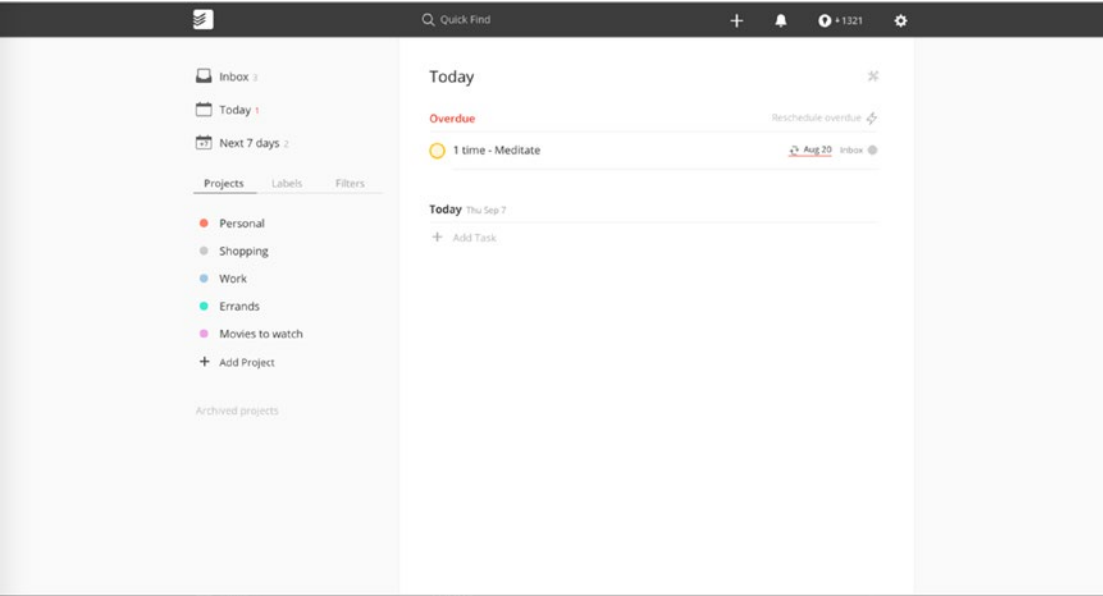 Quick Find
1321
Inbox 3
Today 1
+7 Next 7 days 2
Projects Labels Filters
Personal
Shopping
Work
Errands
Movies to watch
+ Add Project
Archived projects
Today
Overdue Reschedule overdue
1 time - Meditate Aug 20 Inbox
Today Thu Sep 7
+ Add Task